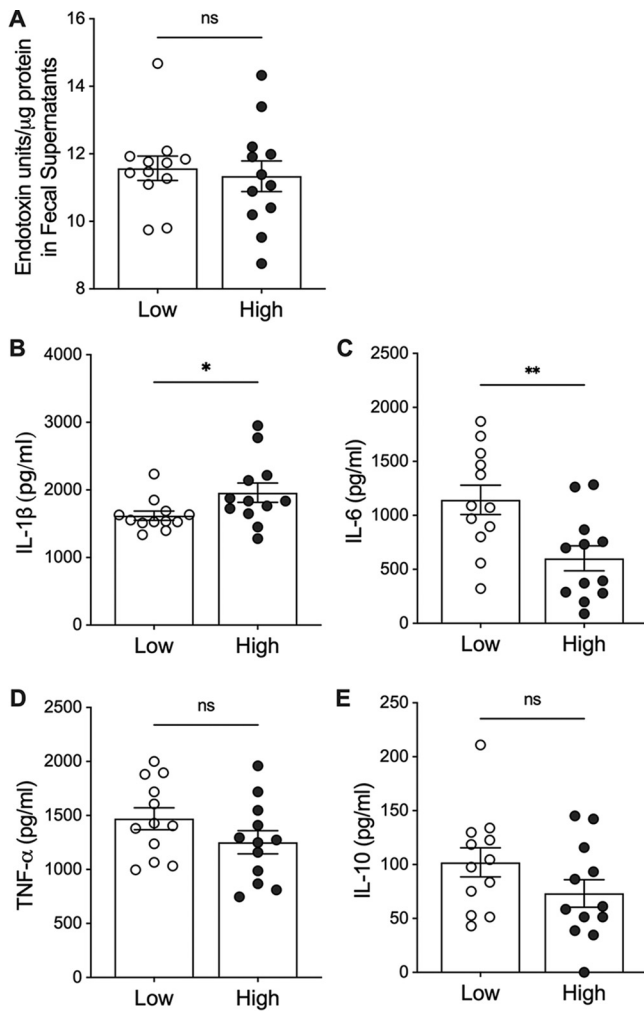 A
ns
Endotoxin units/μg protein
in Fecal Supernatants
16
14
12
10
8
Low High
B
*
IL-1β (pg/ml)
4000
3000
2000
1000
0
Low High
C
**
IL-6 (pg/ml)
2500
2000
1500
1000
500
0
Low High
D
ns
TNF-α (pg/ml)
2500
2000
1500
1000
500
0
Low High
E
ns
IL-10 (pg/ml)
250
200
150
100
50
0
Low High